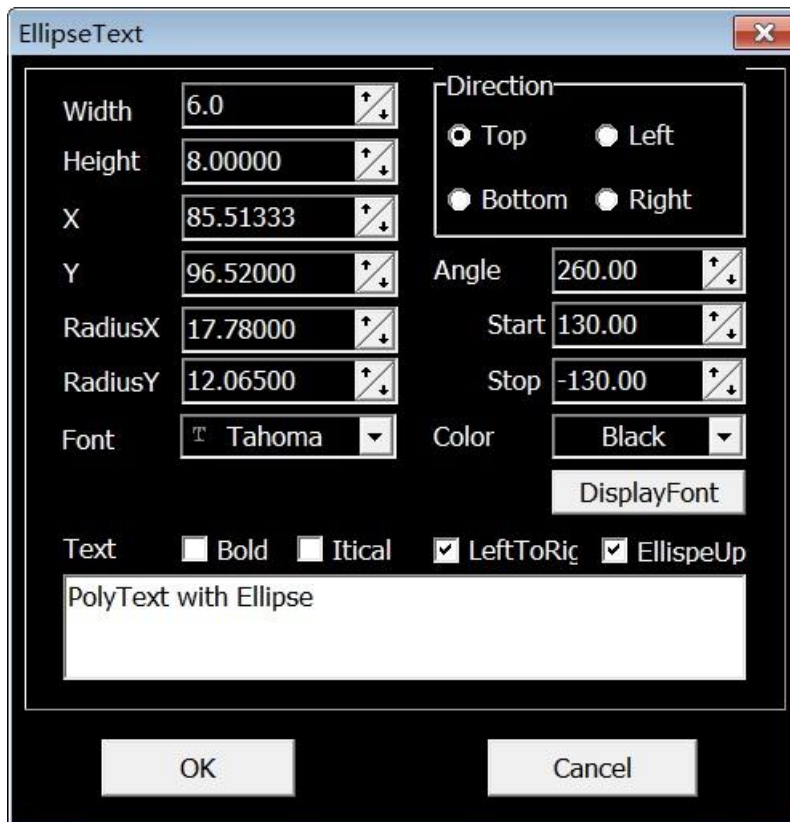 EllipseText
Width 6.0
Height 8.00000
X 85.51333
Y 96.52000
RadiusX 17.78000
RadiusY 12.06500
Font T Tahoma
Direction
Top Left
Bottom Right
Angle 260.00
Start 130.00
Stop -130.00
Color Black
DisplayFont
Text Bold Itical LeftToRig EllispeUp
PolyText with Ellipse
OK Cancel